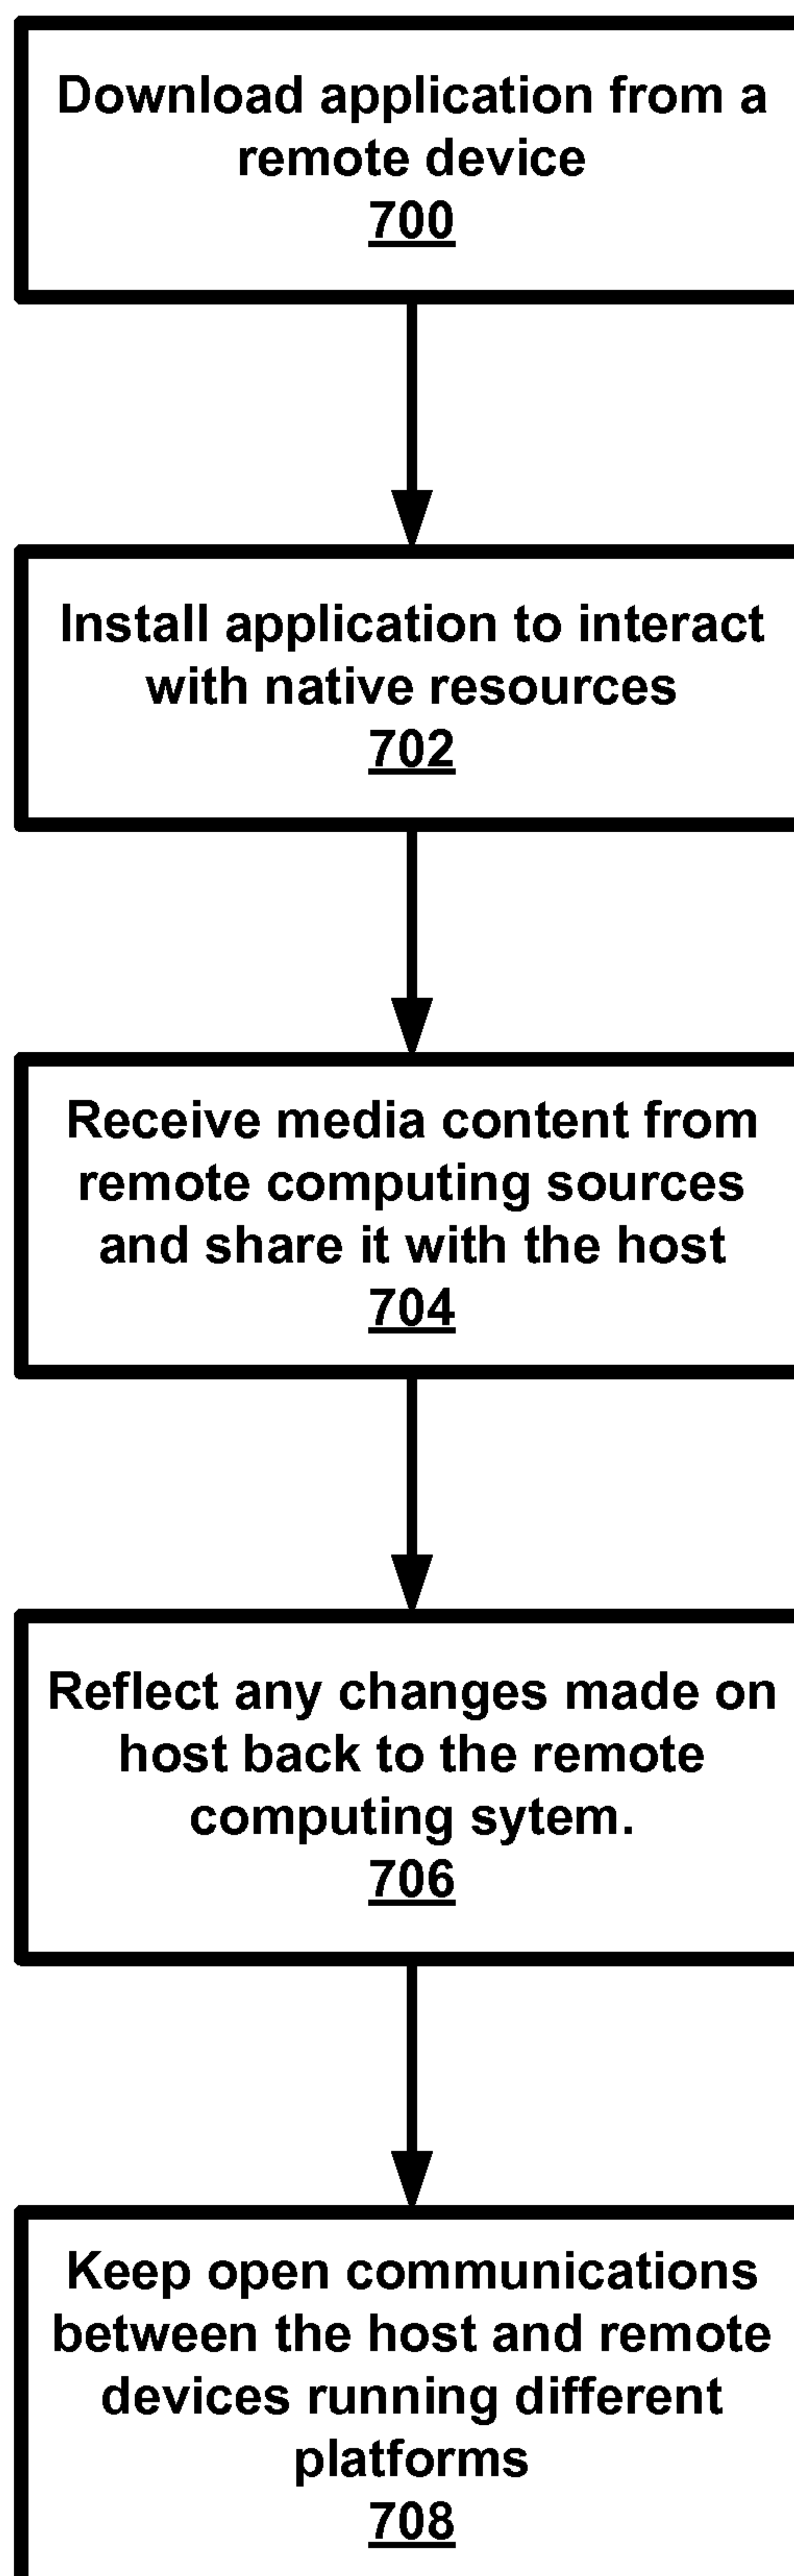 Download application from a
remote device
700
Install application to interact
with native resources
702
Receive media content from
remote computing sources
and share it with the host
704
Reflect any changes made on
host back to the remote
computing sytem.
706
Keep open communications
between the host and remote
devices running different
platforms
708